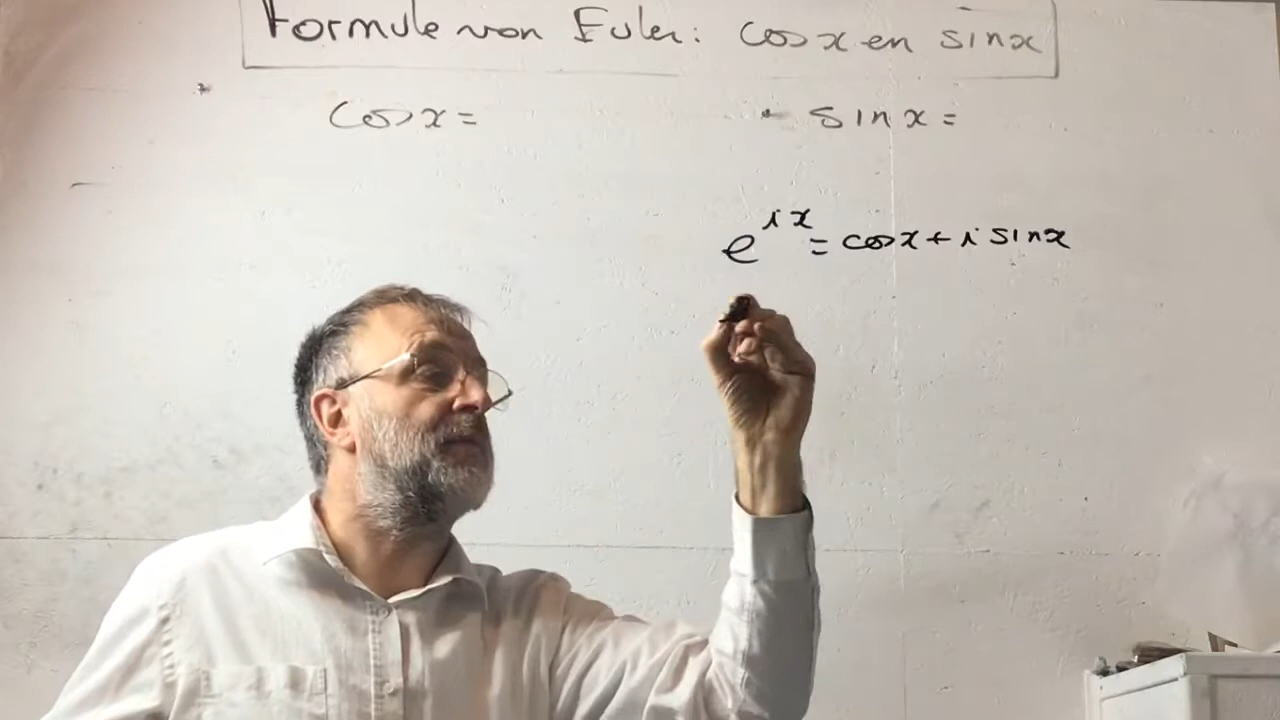 Formule von Euler: cos x en sin x
cos x =
sin x =
e^{ix} = cos x + i sin x